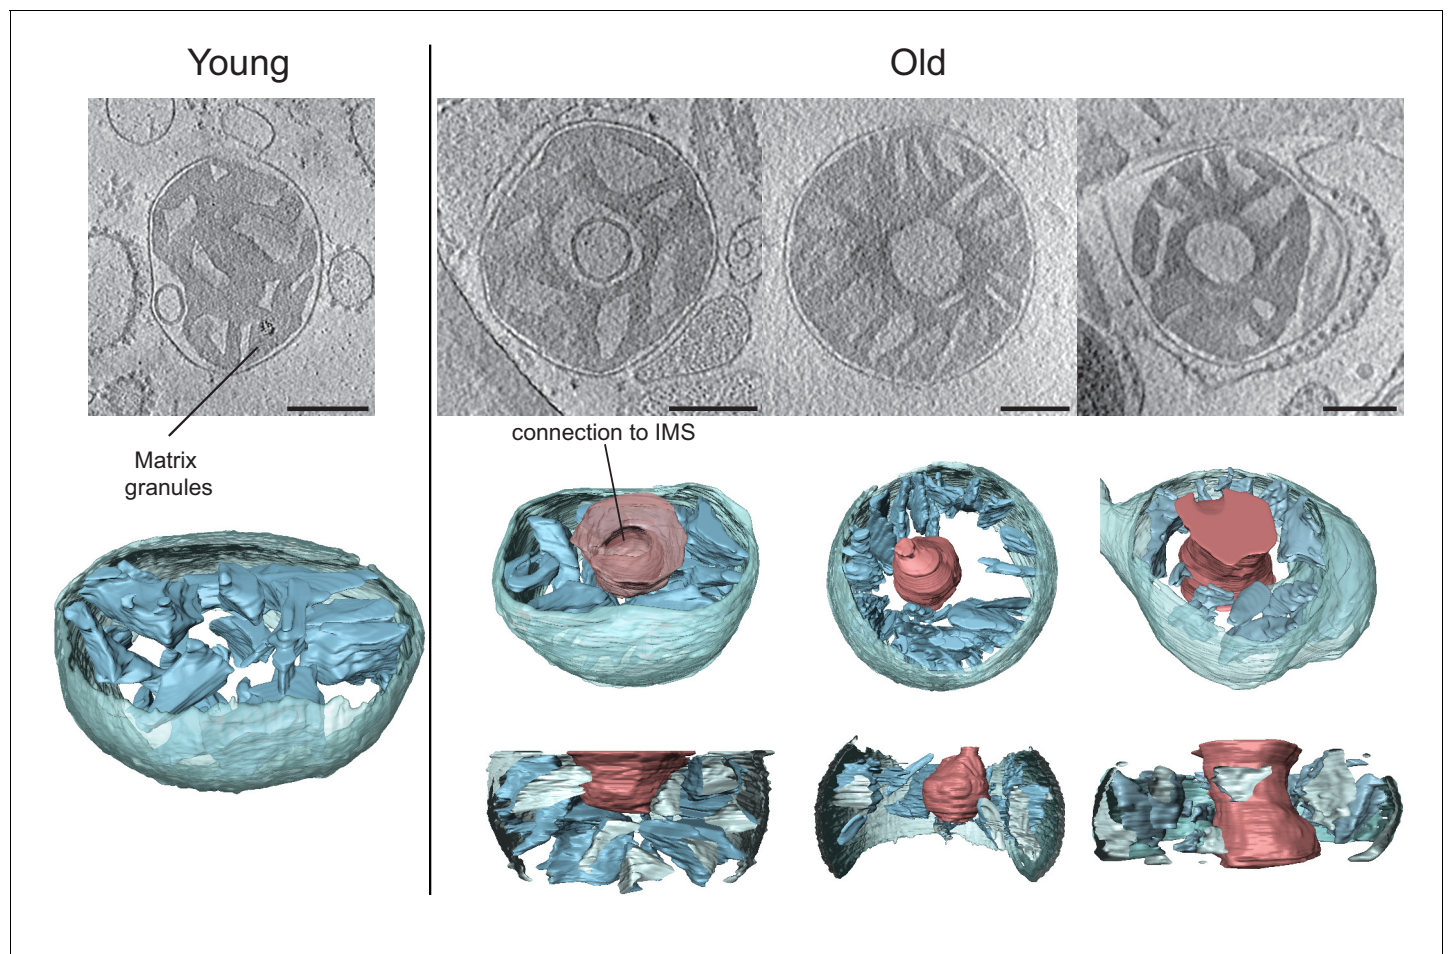 Young
Old
Matrix
granules
connection to IMS